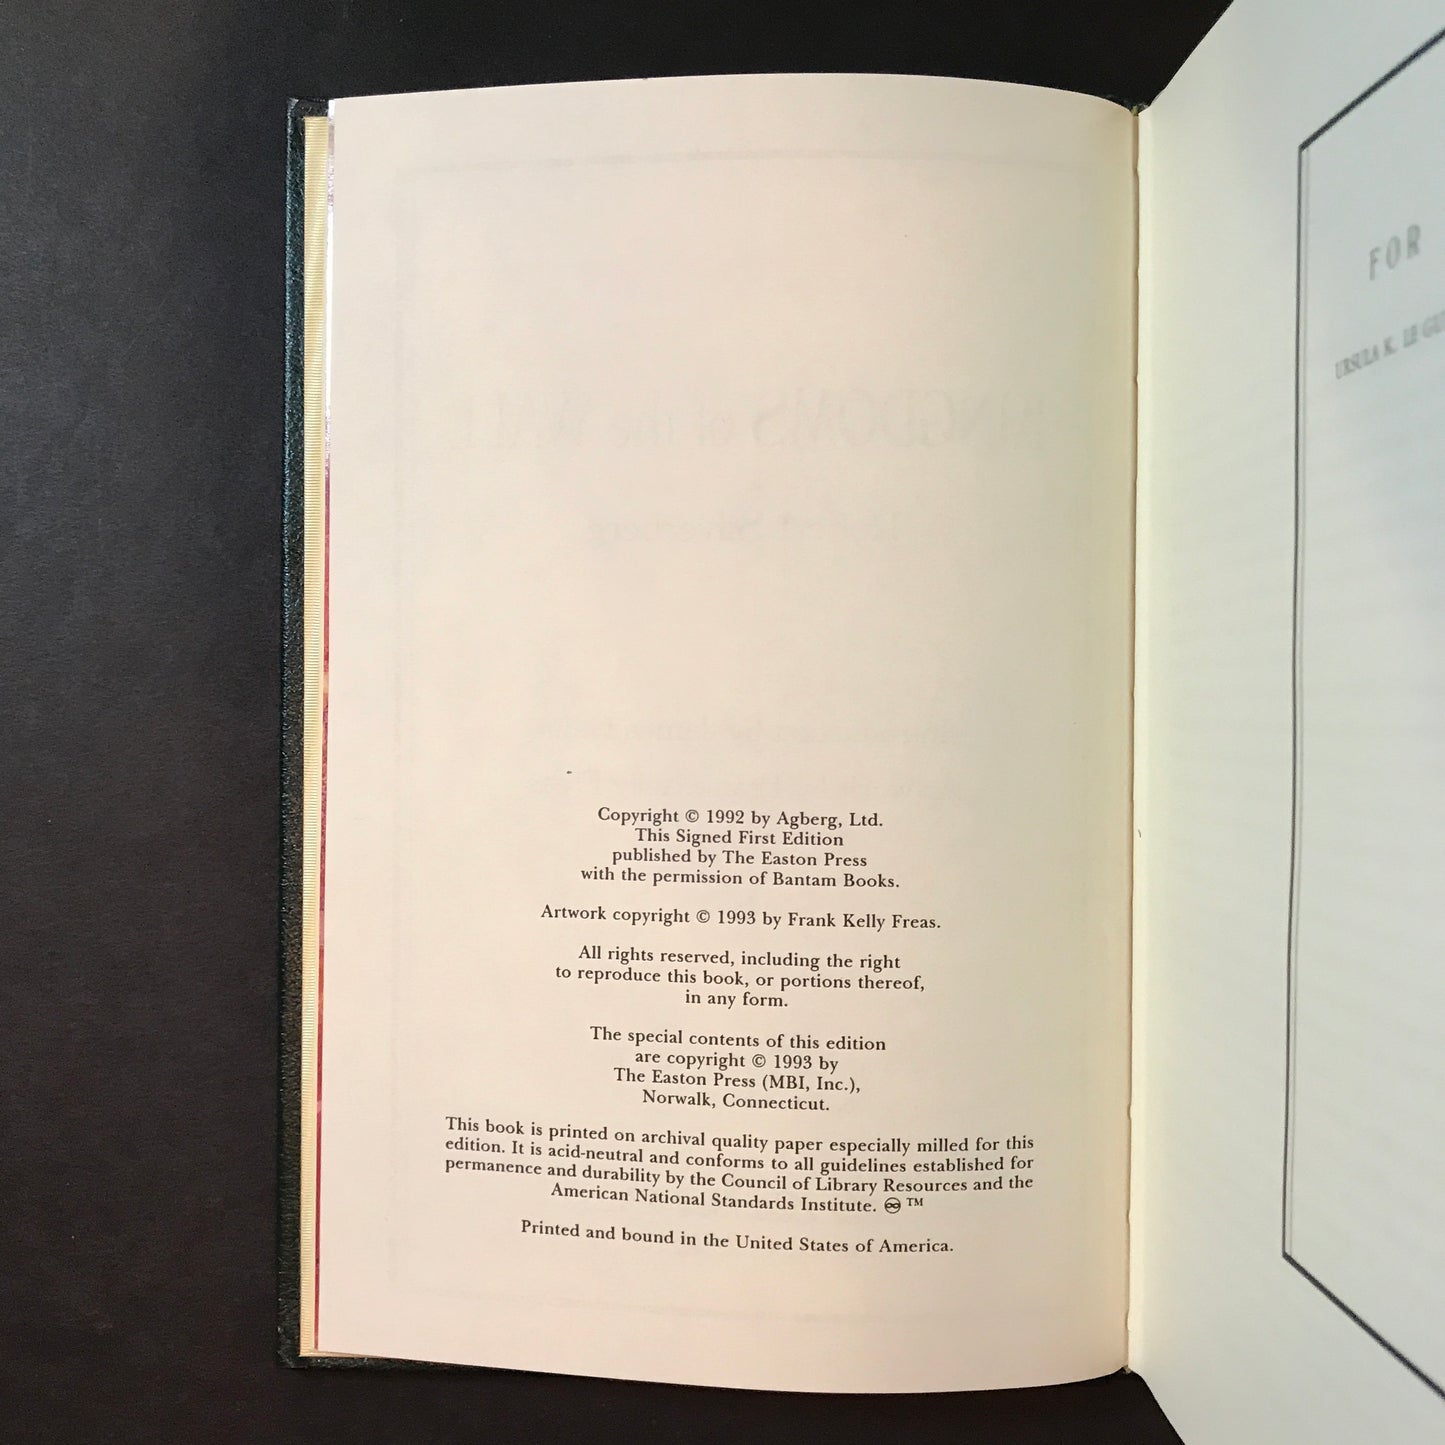 Copyright © 1992 by Agberg, Ltd.
This Signed First Edition
published by The Easton Press
with the permission of Bantam Books.
Artwork copyright © 1993 by Frank Kelly Freas.
All rights reserved, including the right
to reproduce this book, or portions thereof,
in any form.
The special contents of this edition
are copyright © 1993 by
The Easton Press (MBI, Inc.),
Norwalk, Connecticut.
This book is printed on archival quality paper especially milled for this
edition. It is acid-neutral and conforms to all guidelines established for
permanence and durability by the Council of Library Resources and the
American National Standards Institute. ♾ ™
Printed and bound in the United States of America.
FOR
URSULA K. LE GU